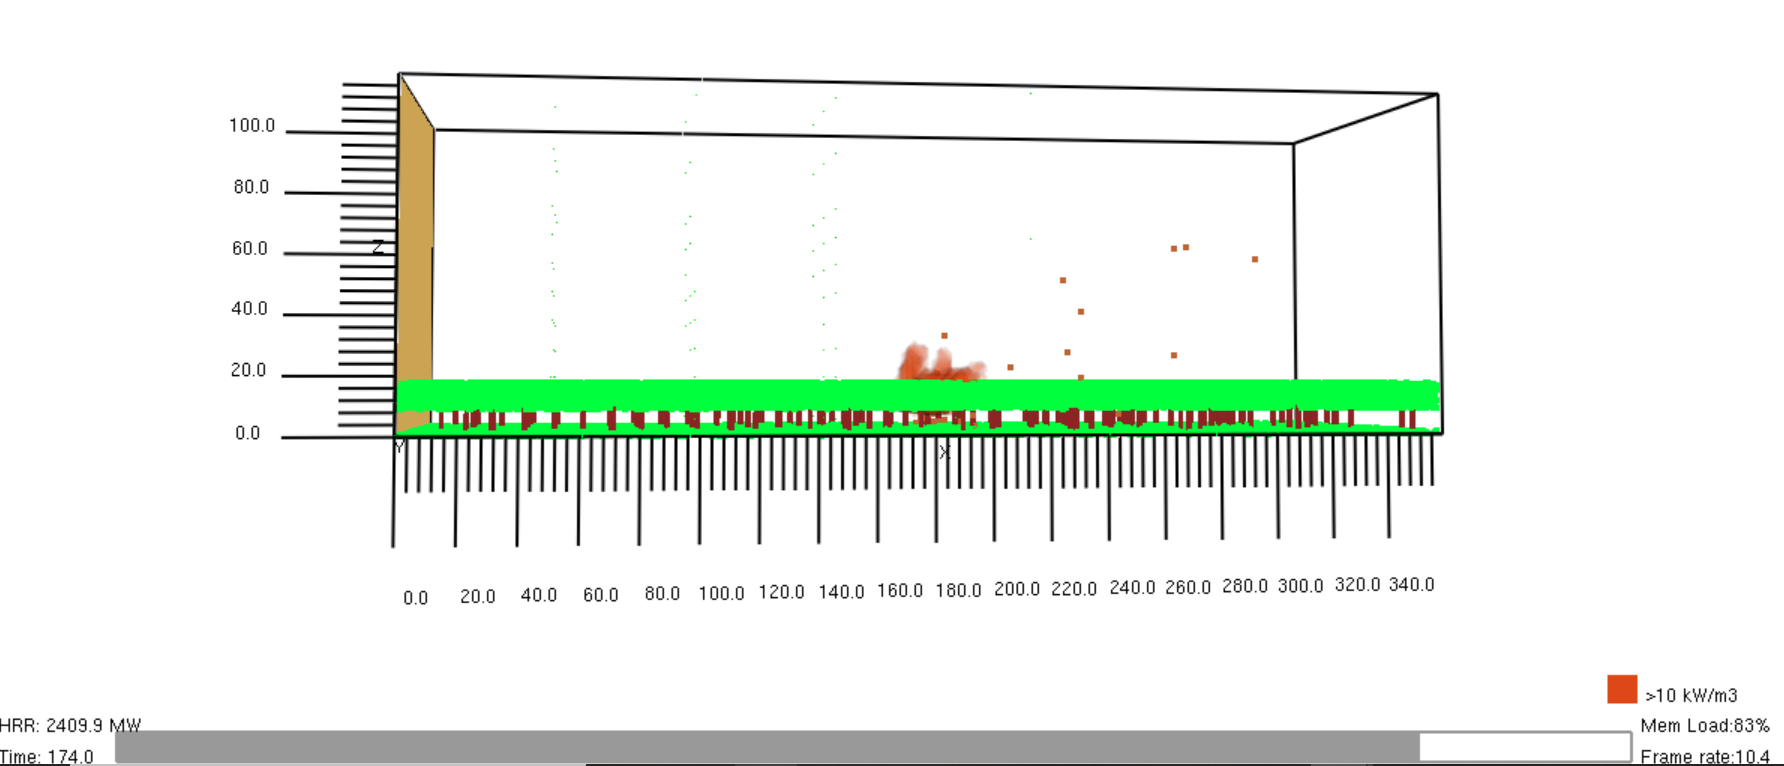 100.0
80.0
Z
60.0
40.0
20.0
0.0
Y
X
0.0 20.0 40.0 60.0 80.0 100.0 120.0 140.0 160.0 180.0 200.0 220.0 240.0 260.0 280.0 300.0 320.0 340.0
>10 kW/m3
HRR: 2409.9 MW
Mem Load:83%
Time: 174.0
Frame rate:10.4